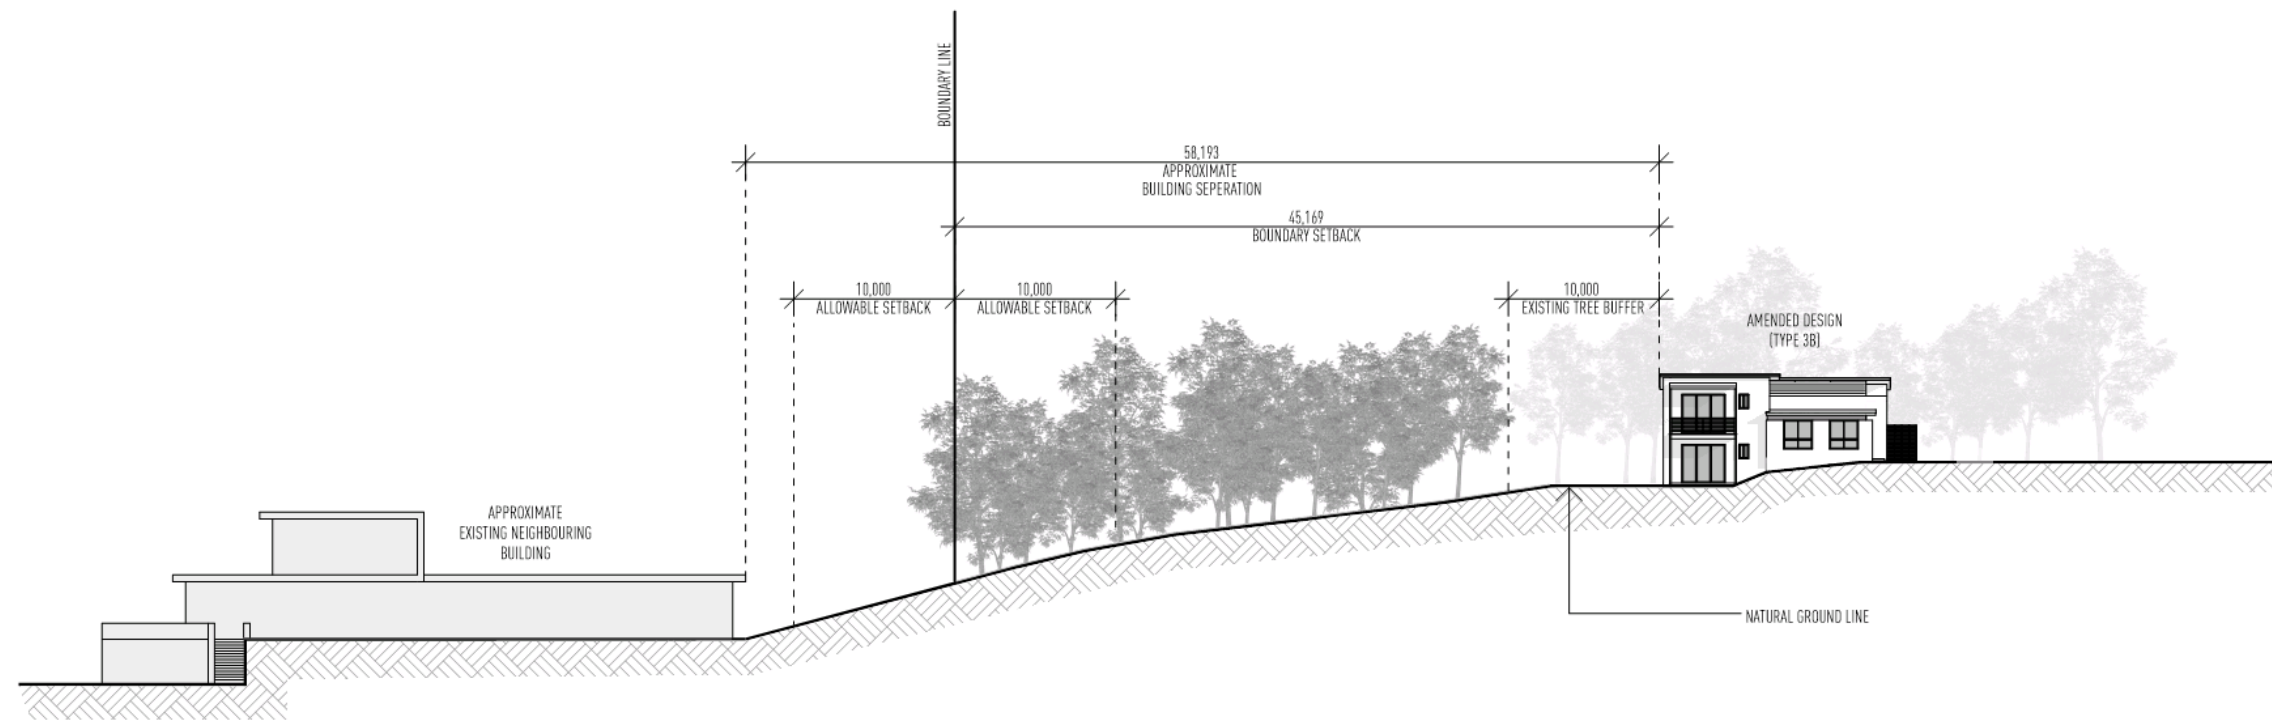 BOUNDARY LINE
58,193
APPROXIMATE
BUILDING SEPERATION
45,169
BOUNDARY SETBACK
10,000
ALLOWABLE SETBACK
10,000
ALLOWABLE SETBACK
10,000
EXISTING TREE BUFFER
AMENDED DESIGN
(TYPE 3B)
APPROXIMATE
EXISTING NEIGHBOURING
BUILDING
NATURAL GROUND LINE